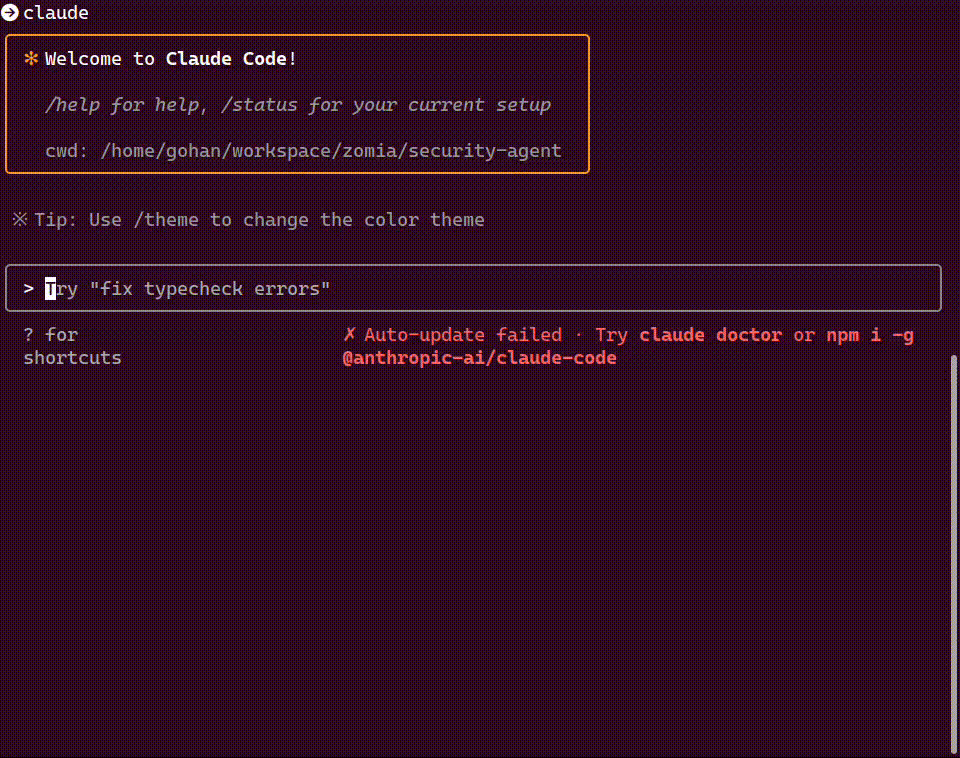 ➜ claude
✻ Welcome to Claude Code!
/help for help, /status for your current setup
cwd: /home/gohan/workspace/zomia/security-agent
※ Tip: Use /theme to change the color theme
> Try "fix typecheck errors"
? for shortcuts
✗ Auto-update failed · Try claude doctor or npm i -g
@anthropic-ai/claude-code